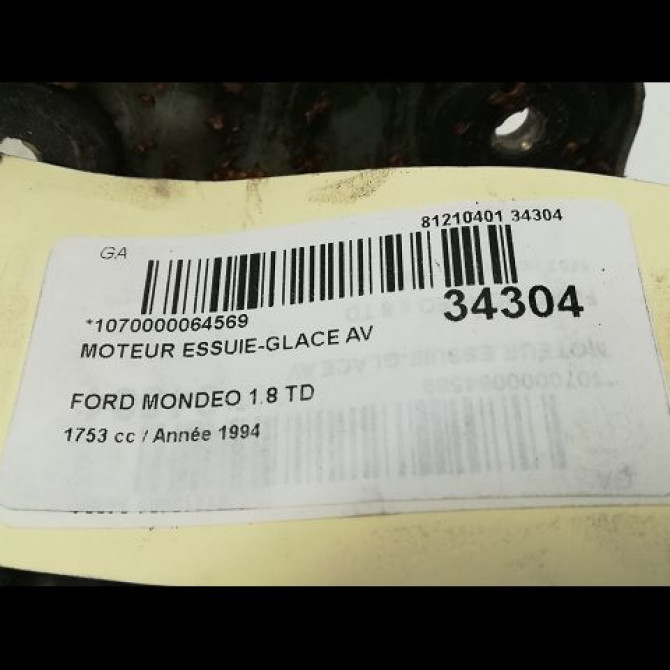 81210401 34304
GA
*1070000064569
34304
MOTEUR ESSUIE-GLACE AV
FORD MONDEO 1.8 TD
1753 cc / Année 1994